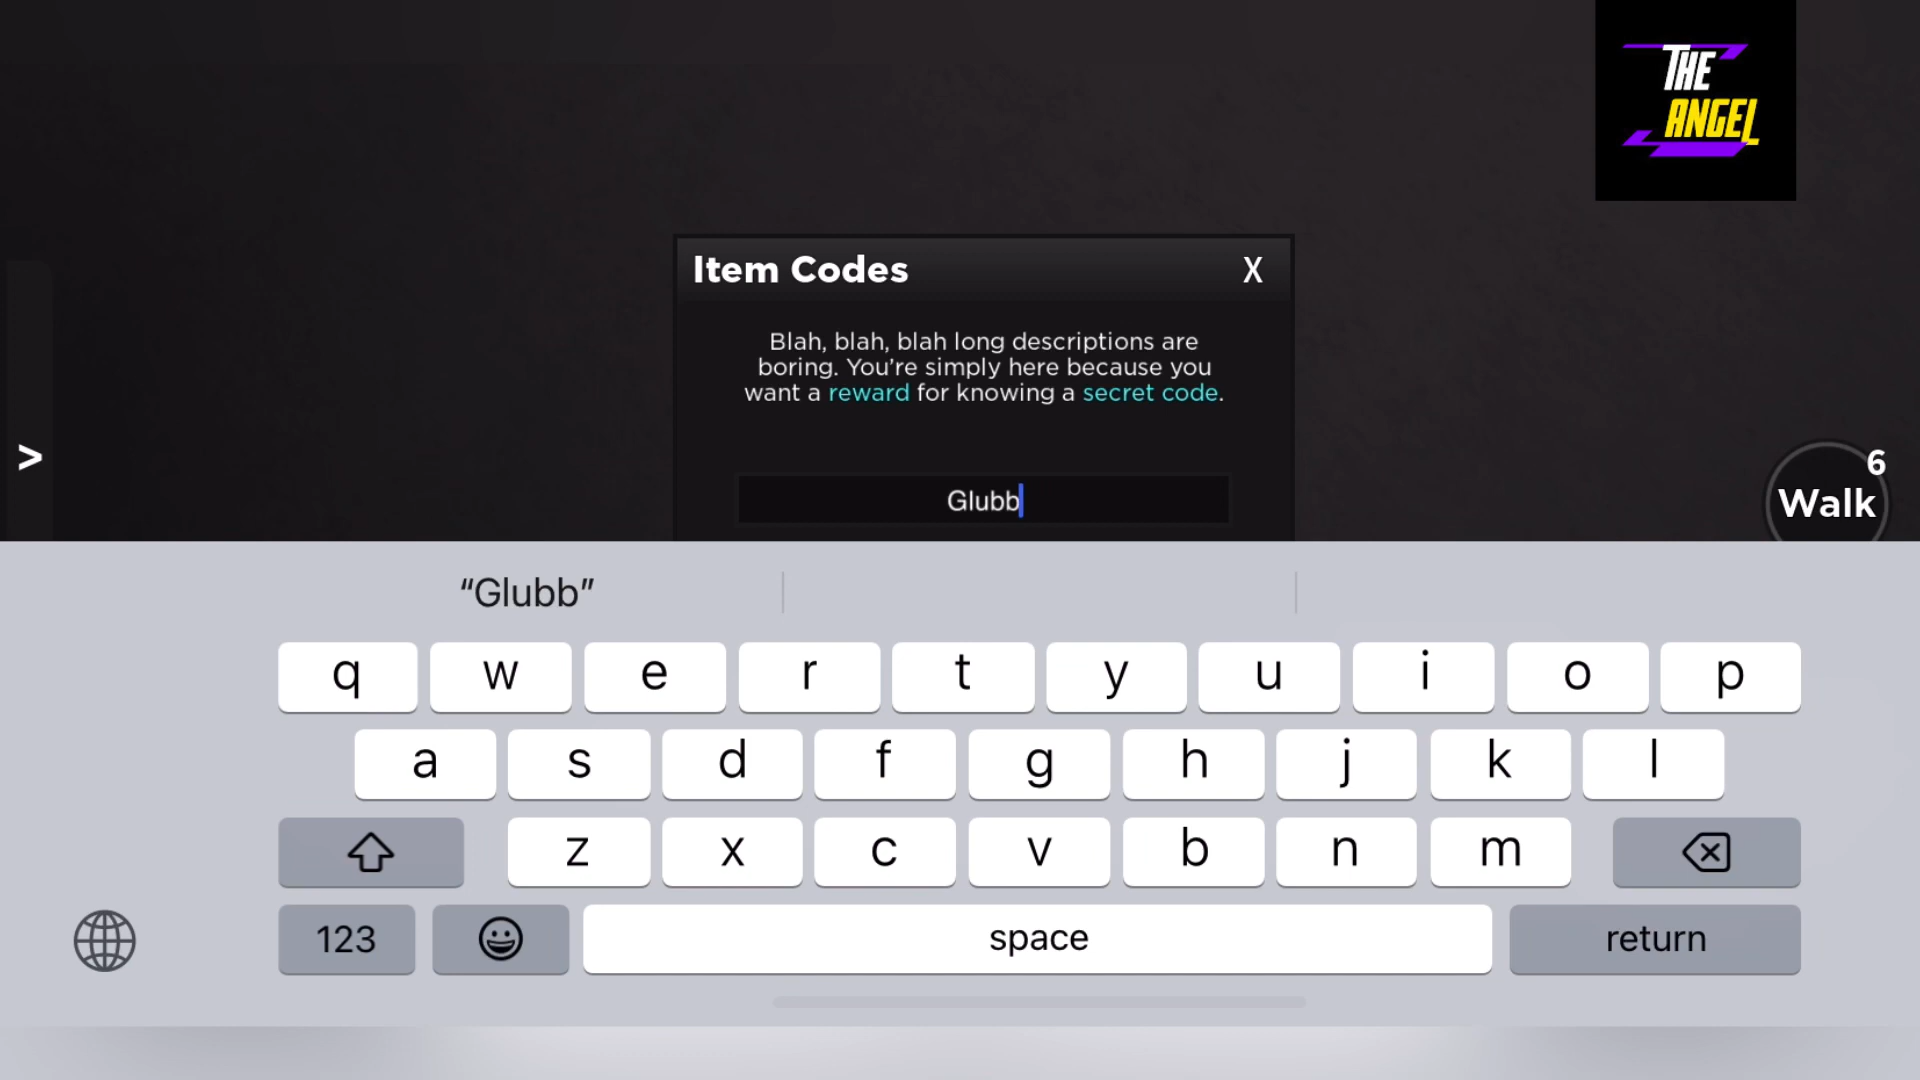 THE
ANGEL
Item Codes X
Blah, blah, blah long descriptions are
boring. You're simply here because you
want a reward for knowing a secret code.
>
6
Walk
Glubb
“Glubb”
q w e r t y u i o p
a s d f g h j k l
z x c v b n m
123 space return